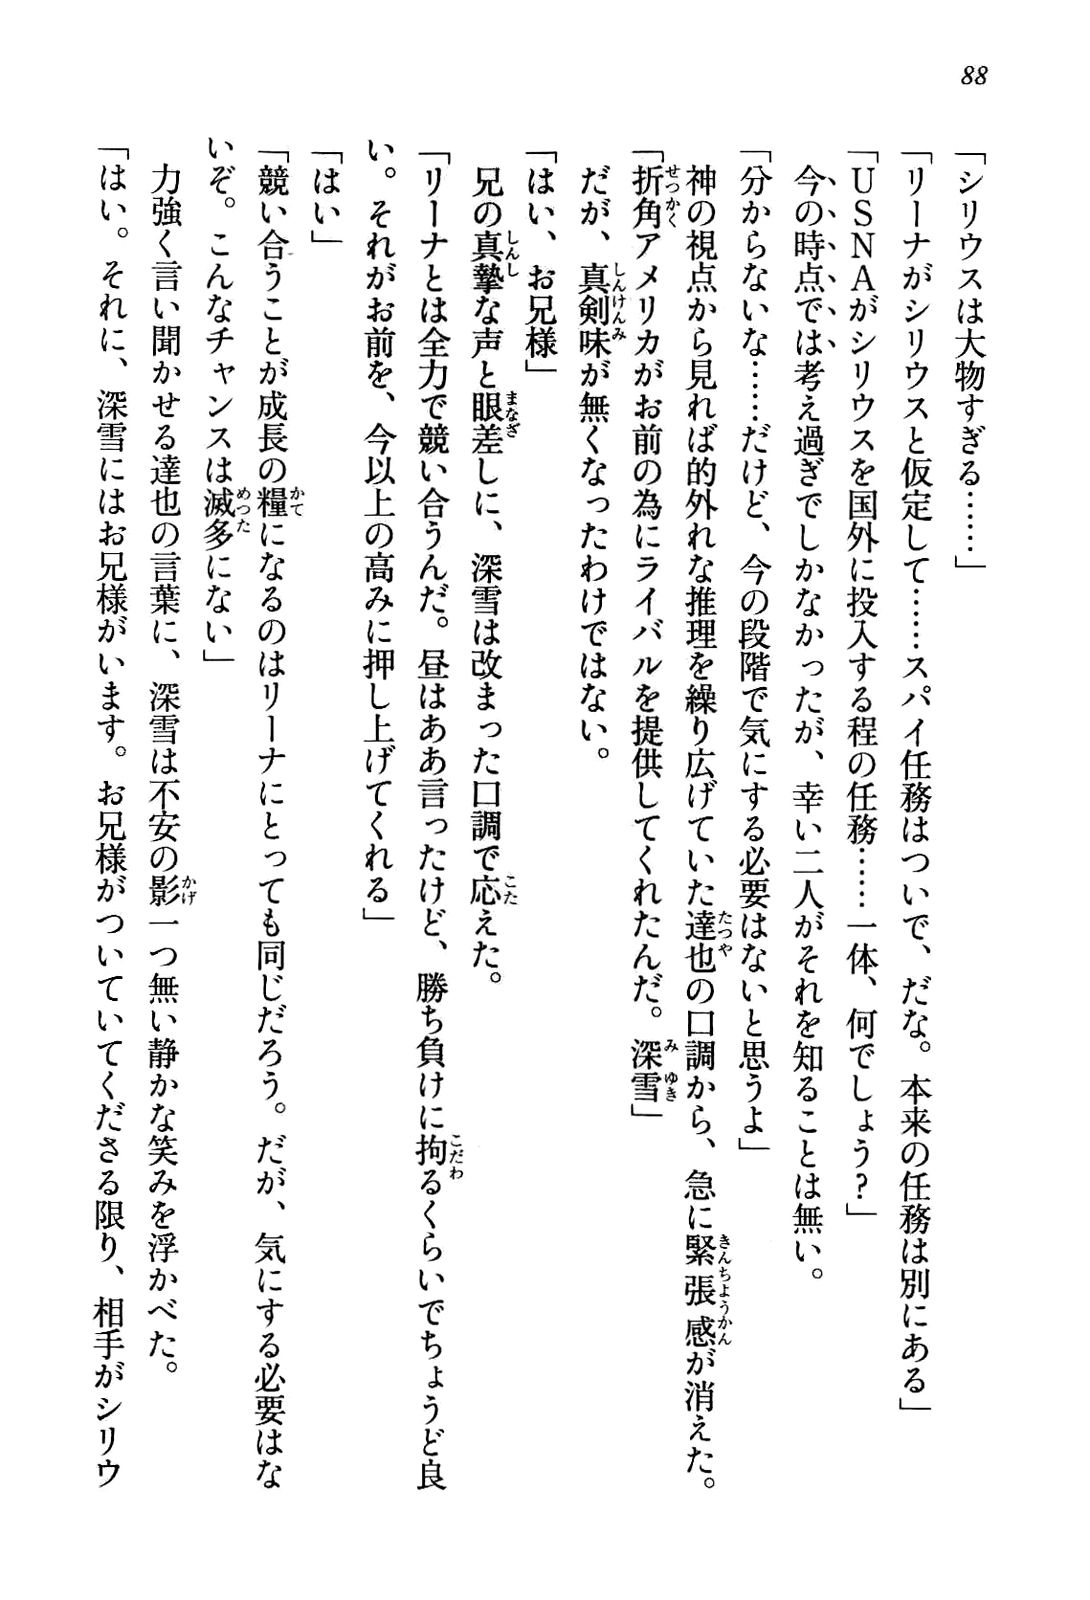 88
「シリウスは大物すぎる……」
「リーナがシリウスと仮定して……スパイ任務はついで、だな。本来の任務は別にある」
「USNAがシリウスを国外に投入する程の任務……一体、何でしょう？」
今の時点では考え過ぎでしかなかったが、幸い二人がそれを知ることは無い。
「分からないな……だけど、今の段階で気にする必要はないと思うよ」
神の視点から見れば的外れな推理を繰り広げていた達也の口調から、急に緊張感が消えた。
「折角アメリカがお前の為にライバルを提供してくれたんだ。深雪」
だが、真剣味が無くなったわけではない。
「はい、お兄様」
兄の真摯な声と眼差しに、深雪は改まった口調で応えた。
「リーナとは全力で競い合うんだ。昼はああ言ったけど、勝ち負けに拘るくらいでちょうど良
い。それがお前を、今以上の高みに押し上げてくれる」
「はい」
「競い合うことが成長の糧になるのはリーナにとっても同じだろう。だが、気にする必要はな
いぞ。こんなチャンスは滅多にない」
力強く言い聞かせる達也の言葉に、深雪は不安の影一つ無い静かな笑みを浮かべた。
「はい。それに、深雪にはお兄様がいます。お兄様がついていてくださる限り、相手がシリウ